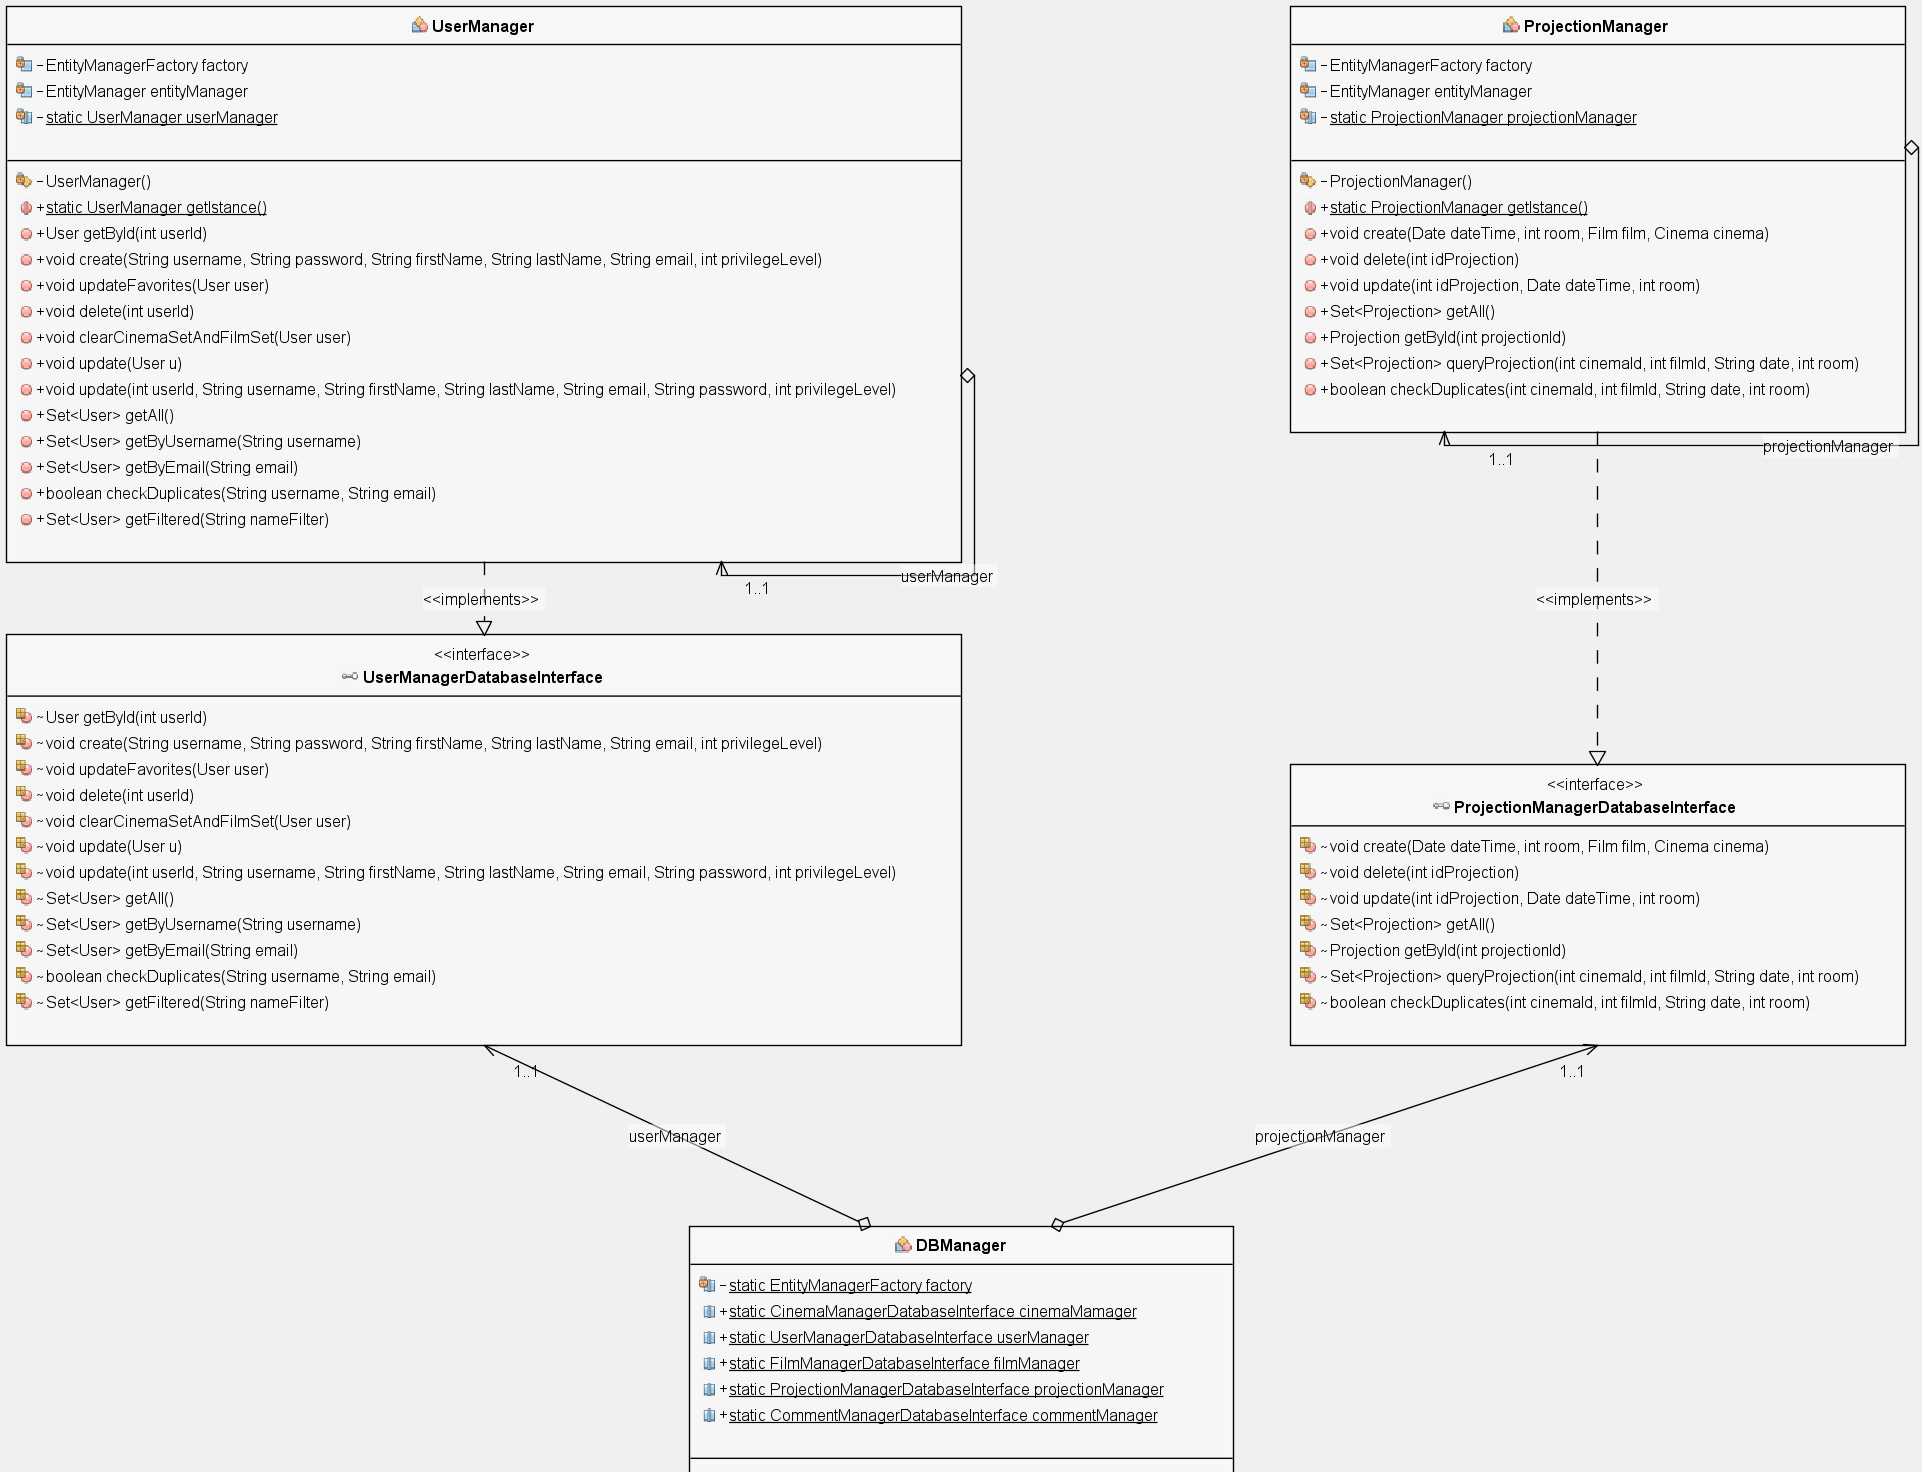 UserManager
-EntityManagerFactory factory
-EntityManager entityManager
-static UserManager userManager
-UserManager()
+static UserManager getIstance()
+User getById(int userId)
+void create(String username, String password, String firstName, String lastName, String email, int privilegeLevel)
+void updateFavorites(User user)
+void delete(int userId)
+void clearCinemaSetAndFilmSet(User user)
+void update(User u)
+void update(int userId, String username, String firstName, String lastName, String email, String password, int privilegeLevel)
+Set<User> getAll()
+Set<User> getByUsername(String username)
+Set<User> getByEmail(String email)
+boolean checkDuplicates(String username, String email)
+Set<User> getFiltered(String nameFilter)
userManager
1..1
<<implements>>
ProjectionManager
-EntityManagerFactory factory
-EntityManager entityManager
-static ProjectionManager projectionManager
-ProjectionManager()
+static ProjectionManager getIstance()
+void create(Date dateTime, int room, Film film, Cinema cinema)
+void delete(int idProjection)
+void update(int idProjection, Date dateTime, int room)
+Set<Projection> getAll()
+Projection getById(int projectionId)
+Set<Projection> queryProjection(int cinemaId, int filmId, String date, int room)
+boolean checkDuplicates(int cinemaId, int filmId, String date, int room)
projectionManager
1..1
<<implements>>
<<interface>>
UserManagerDatabaseInterface
~User getById(int userId)
~void create(String username, String password, String firstName, String lastName, String email, int privilegeLevel)
~void updateFavorites(User user)
~void delete(int userId)
~void clearCinemaSetAndFilmSet(User user)
~void update(User u)
~void update(int userId, String username, String firstName, String lastName, String email, String password, int privilegeLevel)
~Set<User> getAll()
~Set<User> getByUsername(String username)
~Set<User> getByEmail(String email)
~boolean checkDuplicates(String username, String email)
~Set<User> getFiltered(String nameFilter)
<<interface>>
ProjectionManagerDatabaseInterface
~void create(Date dateTime, int room, Film film, Cinema cinema)
~void delete(int idProjection)
~void update(int idProjection, Date dateTime, int room)
~Set<Projection> getAll()
~Projection getById(int projectionId)
~Set<Projection> queryProjection(int cinemaId, int filmId, String date, int room)
~boolean checkDuplicates(int cinemaId, int filmId, String date, int room)
1..1
1..1
userManager
projectionManager
DBManager
-static EntityManagerFactory factory
+static CinemaManagerDatabaseInterface cinemaMamager
+static UserManagerDatabaseInterface userManager
+static FilmManagerDatabaseInterface filmManager
+static ProjectionManagerDatabaseInterface projectionManager
+static CommentManagerDatabaseInterface commentManager